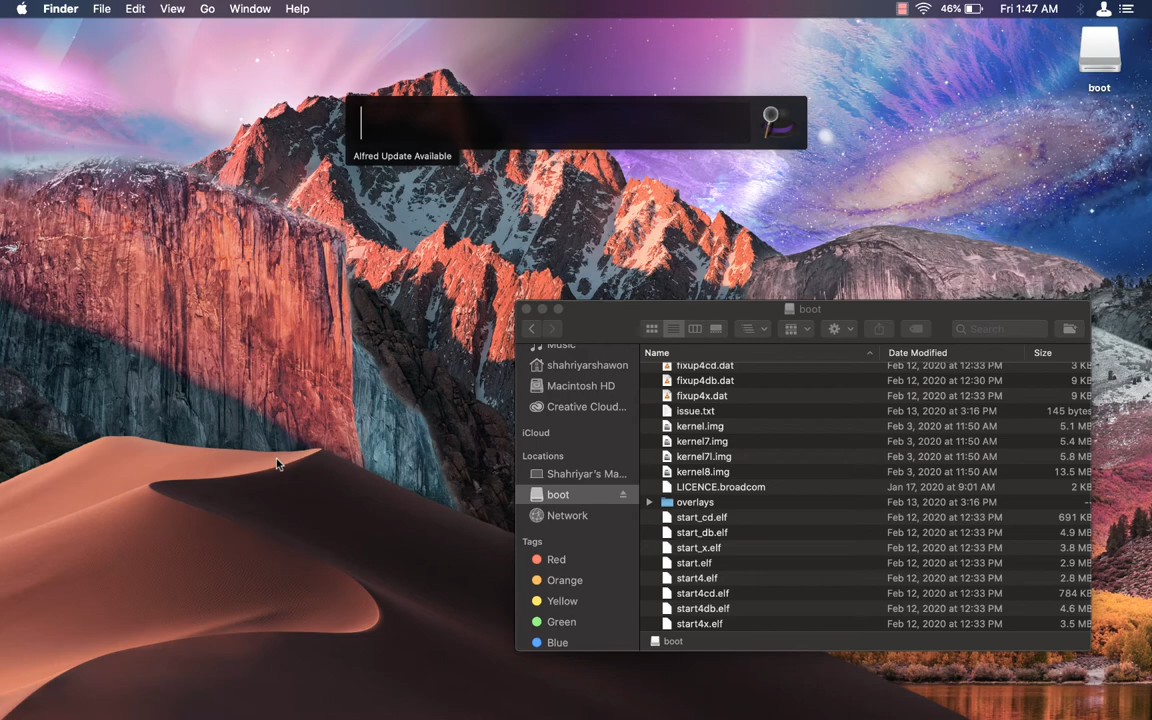 Finder File Edit View Go Window Help 46% Fri 1:47 AM
boot
Alfred Update Available
boot
Search
Name Date Modified Size
Music
fixup4cd.dat Feb 12, 2020 at 12:33 PM 3 KB
shahriyarshawon
fixup4db.dat Feb 12, 2020 at 12:30 PM 9 KB
Macintosh HD
fixup4x.dat Feb 12, 2020 at 12:33 PM 9 KB
Creative Cloud...
issue.txt Feb 13, 2020 at 3:16 PM 145 bytes
kernel.img Feb 3, 2020 at 11:50 AM 5.1 MB
iCloud
kernel7.img Feb 3, 2020 at 11:50 AM 5.4 MB
Locations
kernel7l.img Feb 3, 2020 at 11:50 AM 5.8 MB
Shahriyar's Ma...
kernel8.img Feb 3, 2020 at 11:50 AM 13.5 MB
boot
LICENCE.broadcom Jan 17, 2020 at 9:01 AM 2 KB
overlays Feb 13, 2020 at 3:16 PM --
Network
start_cd.elf Feb 12, 2020 at 12:33 PM 691 KB
start_db.elf Feb 12, 2020 at 12:33 PM 4.9 MB
Tags
start_x.elf Feb 12, 2020 at 12:33 PM 3.8 MB
Red
start.elf Feb 12, 2020 at 12:33 PM 2.9 MB
Orange
start4.elf Feb 12, 2020 at 12:33 PM 2.8 MB
Yellow
start4cd.elf Feb 12, 2020 at 12:33 PM 784 KB
start4db.elf Feb 12, 2020 at 12:33 PM 4.6 MB
Green
start4x.elf Feb 12, 2020 at 12:33 PM 3.5 MB
Blue
boot